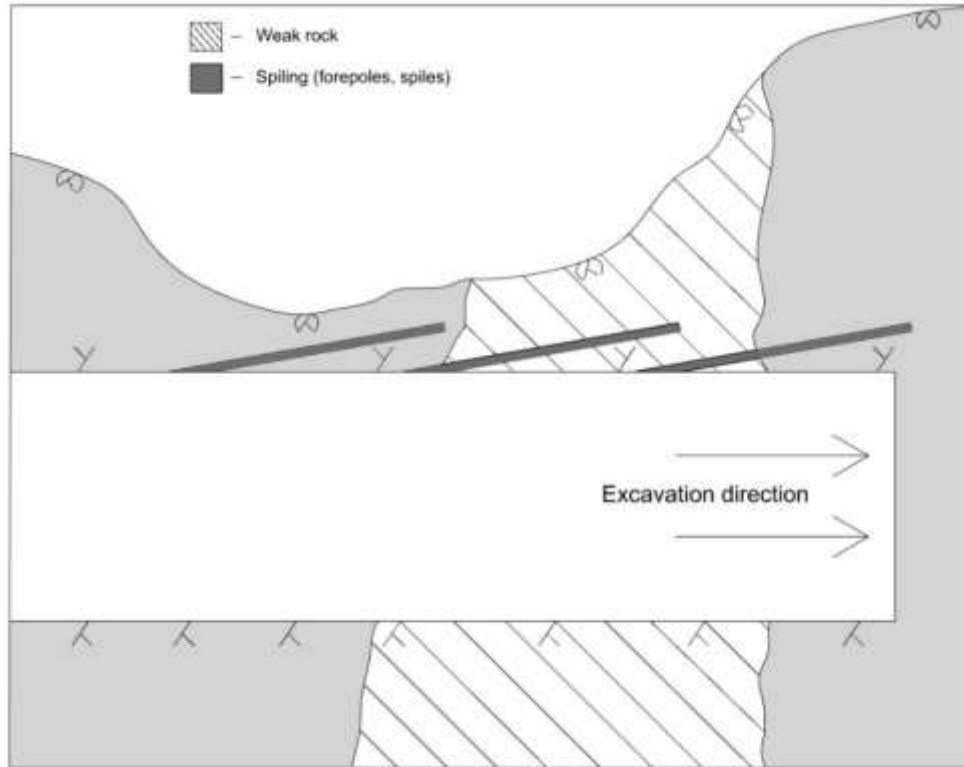 – Weak rock
– Spiling (forepoles, spiles)
Excavation direction